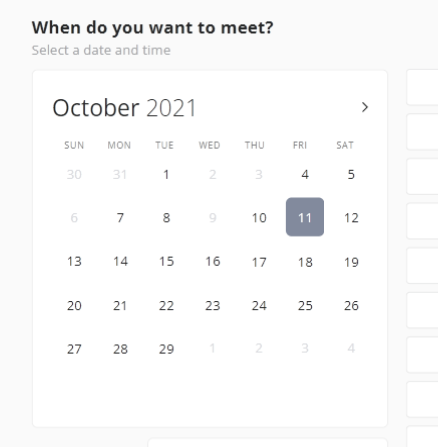 When do you want to meet?
Select a date and time
October 2021
SUN MON TUE WED THU FRI SAT
30 31 1 2 3 4 5
6 7 8 9 10 11 12
13 14 15 16 17 18 19
20 21 22 23 24 25 26
27 28 29 1 2 3 4